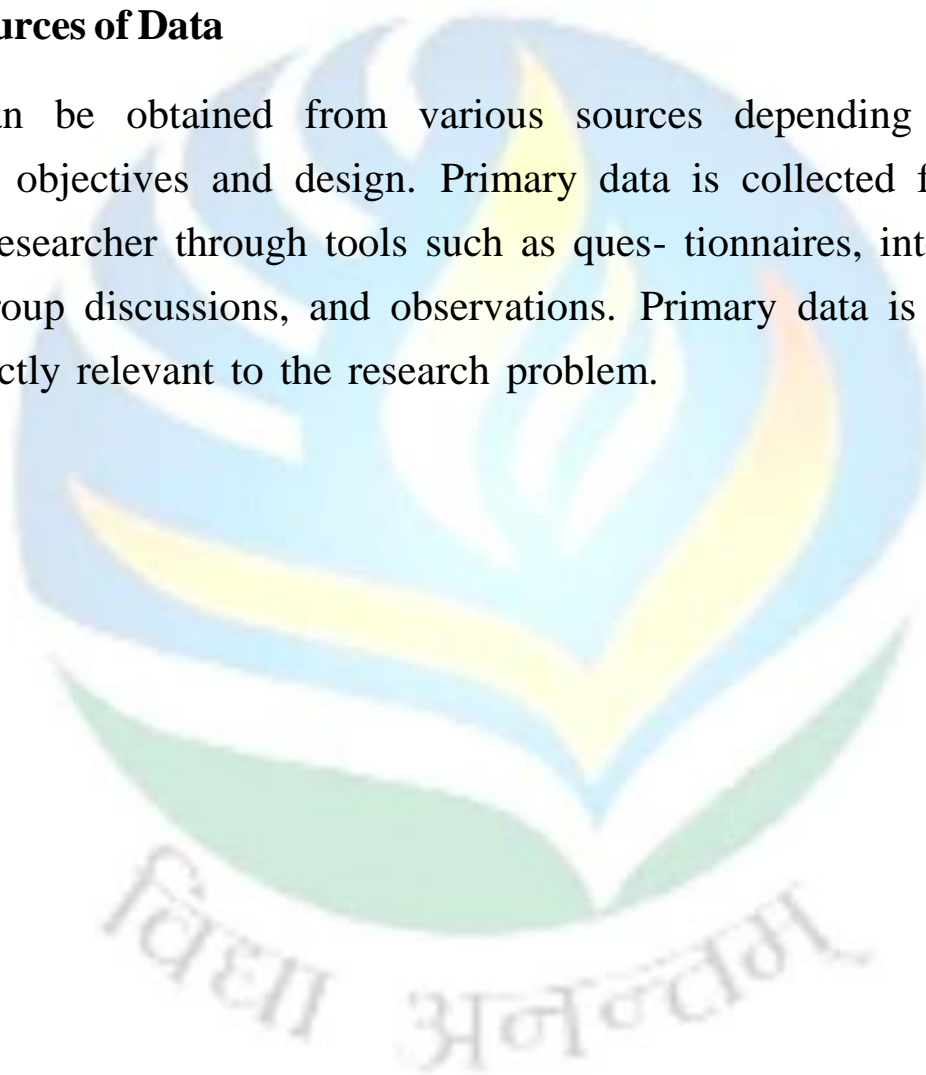 urces of Data
n be obtained from various sources depending
objectives and design. Primary data is collected f
esearcher through tools such as ques- tionnaires, int
oup discussions, and observations. Primary data is
ctly relevant to the research problem.
विद्या अनन्तम्